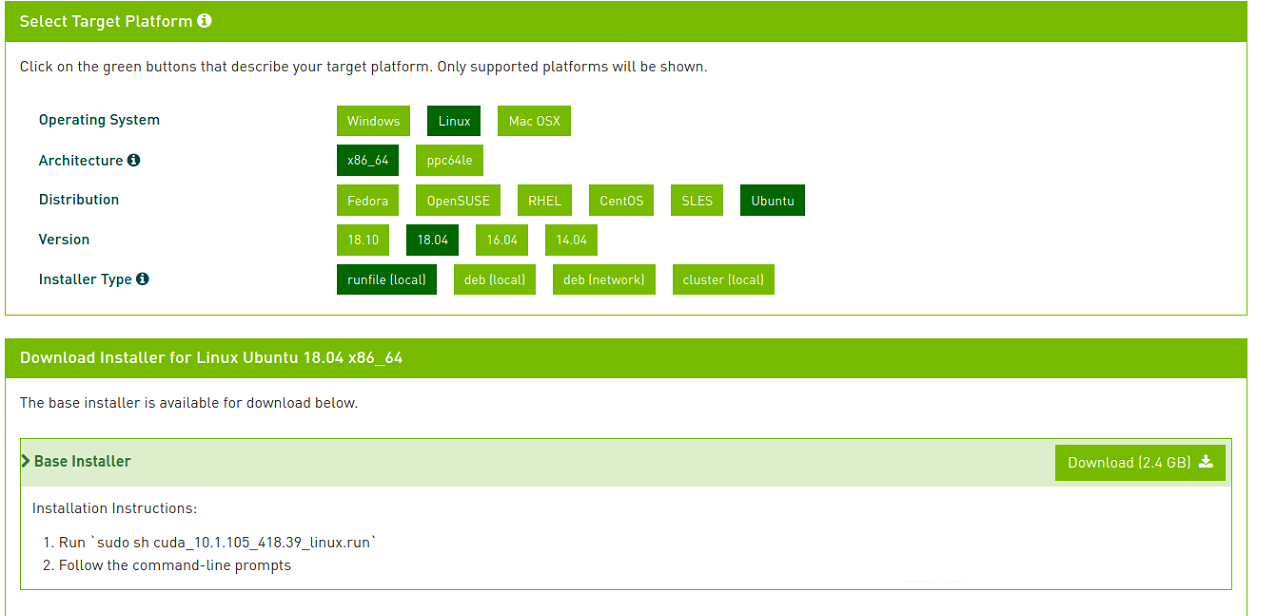 Select Target Platform
Click on the green buttons that describe your target platform. Only supported platforms will be shown.
Operating System Windows Linux Mac OSX
Architecture x86_64 ppc64le
Distribution Fedora OpenSUSE RHEL CentOS SLES Ubuntu
Version 18.10 18.04 16.04 14.04
Installer Type runfile (local) deb (local) deb (network) cluster (local)
Download Installer for Linux Ubuntu 18.04 x86_64
The base installer is available for download below.
Base Installer Download (2.4 GB)
Installation Instructions:
1. Run `sudo sh cuda_10.1.105_418.39_linux.run`
2. Follow the command-line prompts